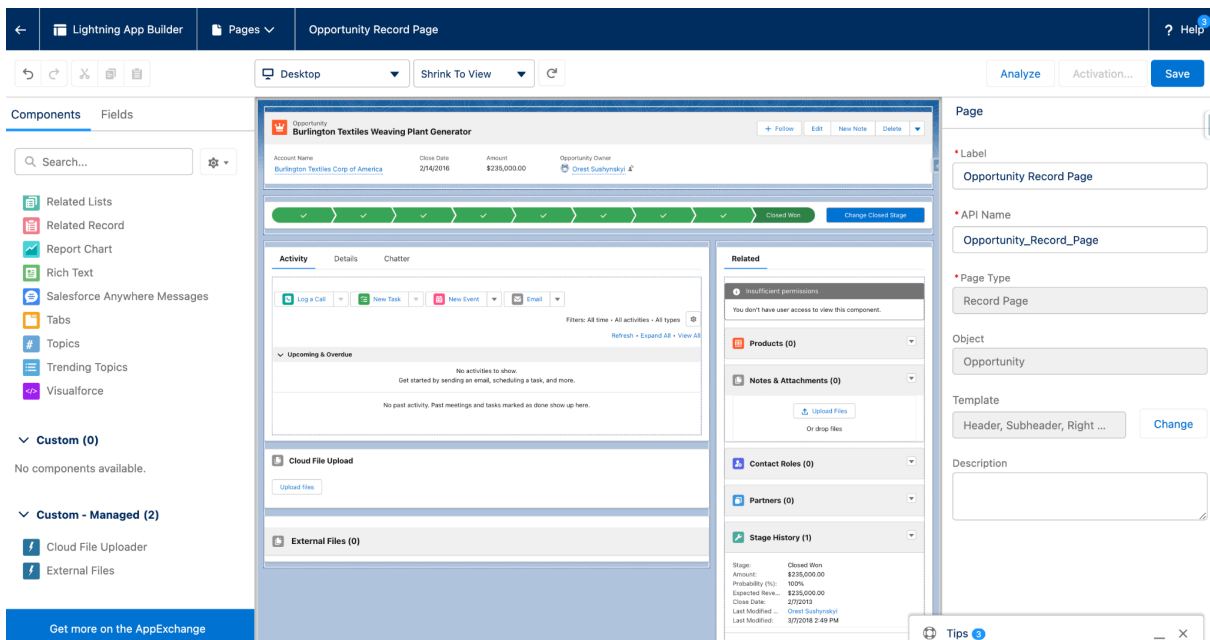 Lightning App Builder
Pages
Opportunity Record Page
? Help
3
Desktop
Shrink To View
Analyze
Activation...
Save
Components
Fields
Search...
Related Lists
Related Record
Report Chart
Rich Text
Salesforce Anywhere Messages
Tabs
# Topics
Trending Topics
</> Visualforce
Custom (0)
No components available.
Custom - Managed (2)
Cloud File Uploader
External Files
Get more on the AppExchange
Opportunity
Burlington Textiles Weaving Plant Generator
+ Follow
Edit
New Note
Delete
Account Name
Close Date
Amount
Opportunity Owner
Burlington Textiles Corp of America
2/14/2016
$235,000.00
Orest Sushynskyi
Closed Won
Change Closed Stage
Activity
Details
Chatter
Log a Call
New Task
New Event
Email
Filters: All time • All activities • All types
Refresh • Expand All • View All
Upcoming & Overdue
No activities to show.
Get started by sending an email, scheduling a task, and more.
No past activity. Past meetings and tasks marked as done show up here.
Cloud File Upload
Upload files
External Files (0)
Related
Insufficient permissions
You don't have user access to view this component.
Products (0)
Notes & Attachments (0)
Upload Files
Or drop files
Contact Roles (0)
Partners (0)
Stage History (1)
Stage: Closed Won
Amount: $235,000.00
Probability (%): 100%
Expected Reve... $235,000.00
Close Date: 2/7/2013
Last Modified ... Orest Sushynskyi
Last Modified: 3/7/2018 2:49 PM
Page
* Label
Opportunity Record Page
* API Name
Opportunity_Record_Page
* Page Type
Record Page
Object
Opportunity
Template
Header, Subheader, Right ...
Change
Description
Tips 3